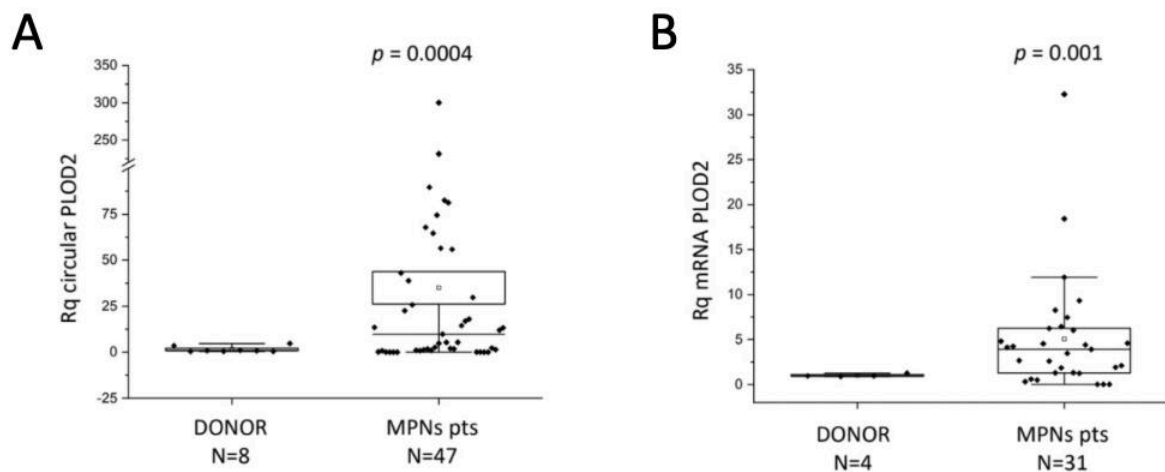 A
p = 0.0004
Rq circular PLOD2
350
300
250
75
50
25
0
-25
DONOR
N=8
MPNs pts
N=47
B
p = 0.001
Rq mRNA PLOD2
35
30
25
20
15
10
5
0
DONOR
N=4
MPNs pts
N=31